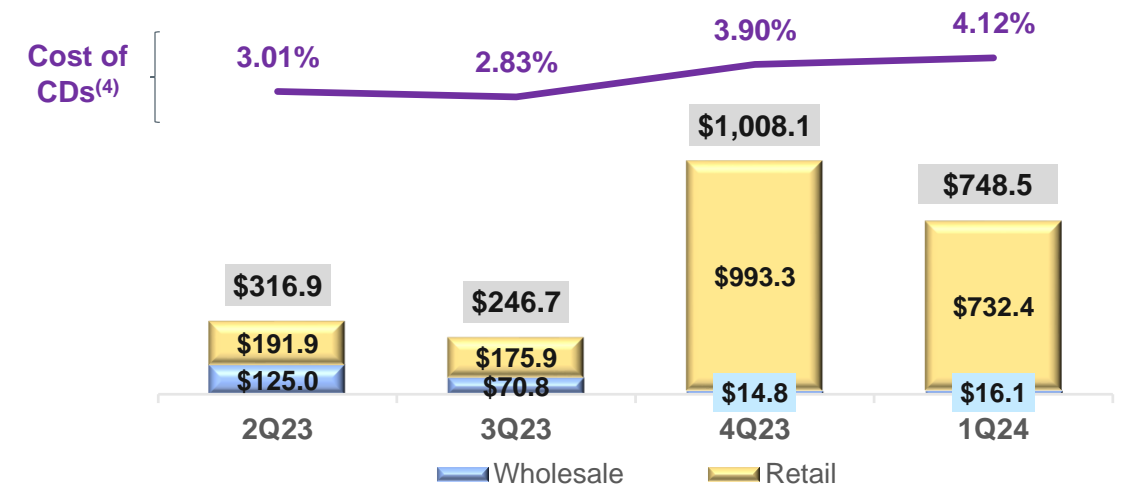 Cost of
CDs(4)
3.01%
2.83%
3.90%
4.12%
$316.9
$246.7
$1,008.1
$748.5
$191.9
$175.9
$993.3
$732.4
$125.0
$70.8
$14.8
$16.1
2Q23
3Q23
4Q23
1Q24
Wholesale
Retail